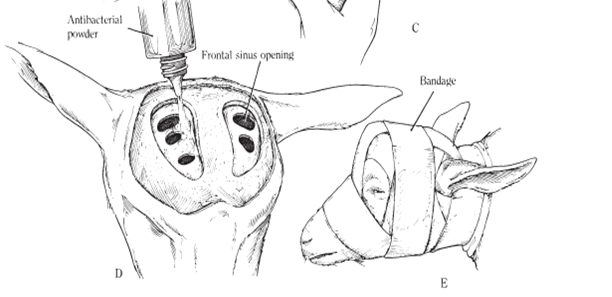 Antibacterial
powder
C
Frontal sinus opening
Bandage
D
E